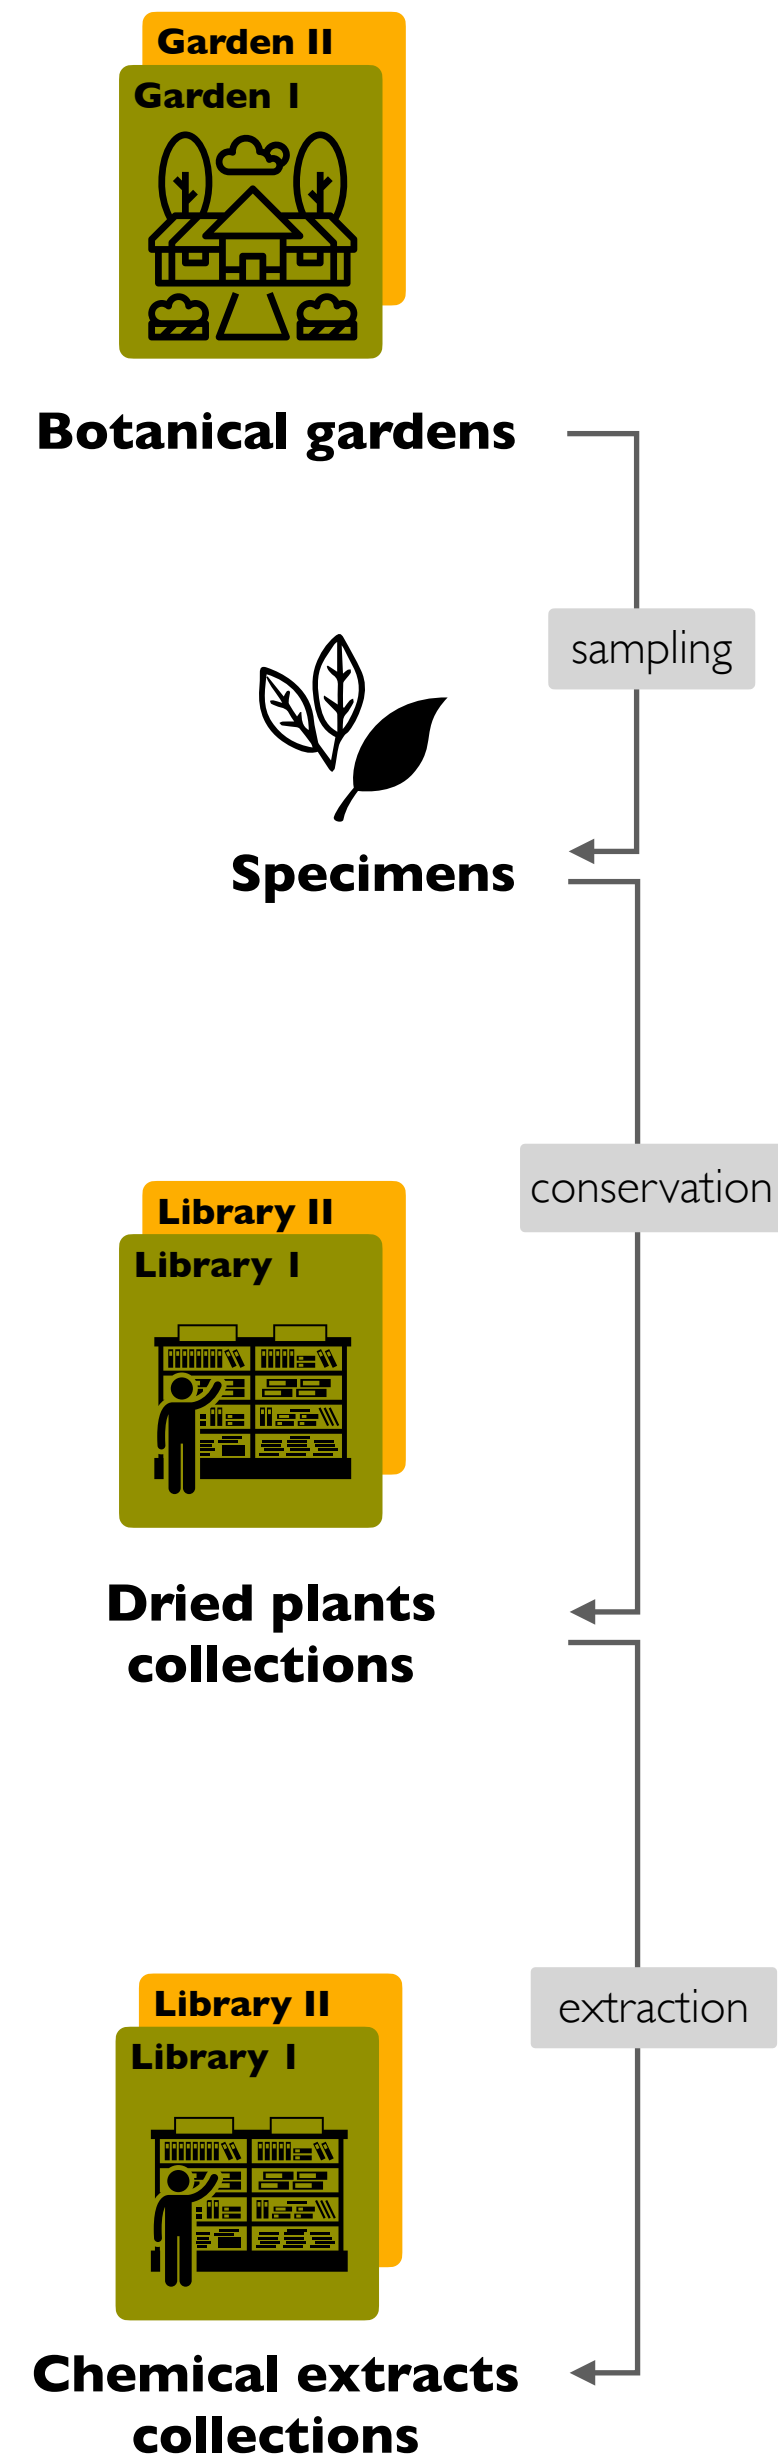 Garden II
Garden I
Botanical gardens
sampling
Specimens
conservation
Library II
Library I
Dried plants
collections
extraction
Library II
Library I
Chemical extracts
collections